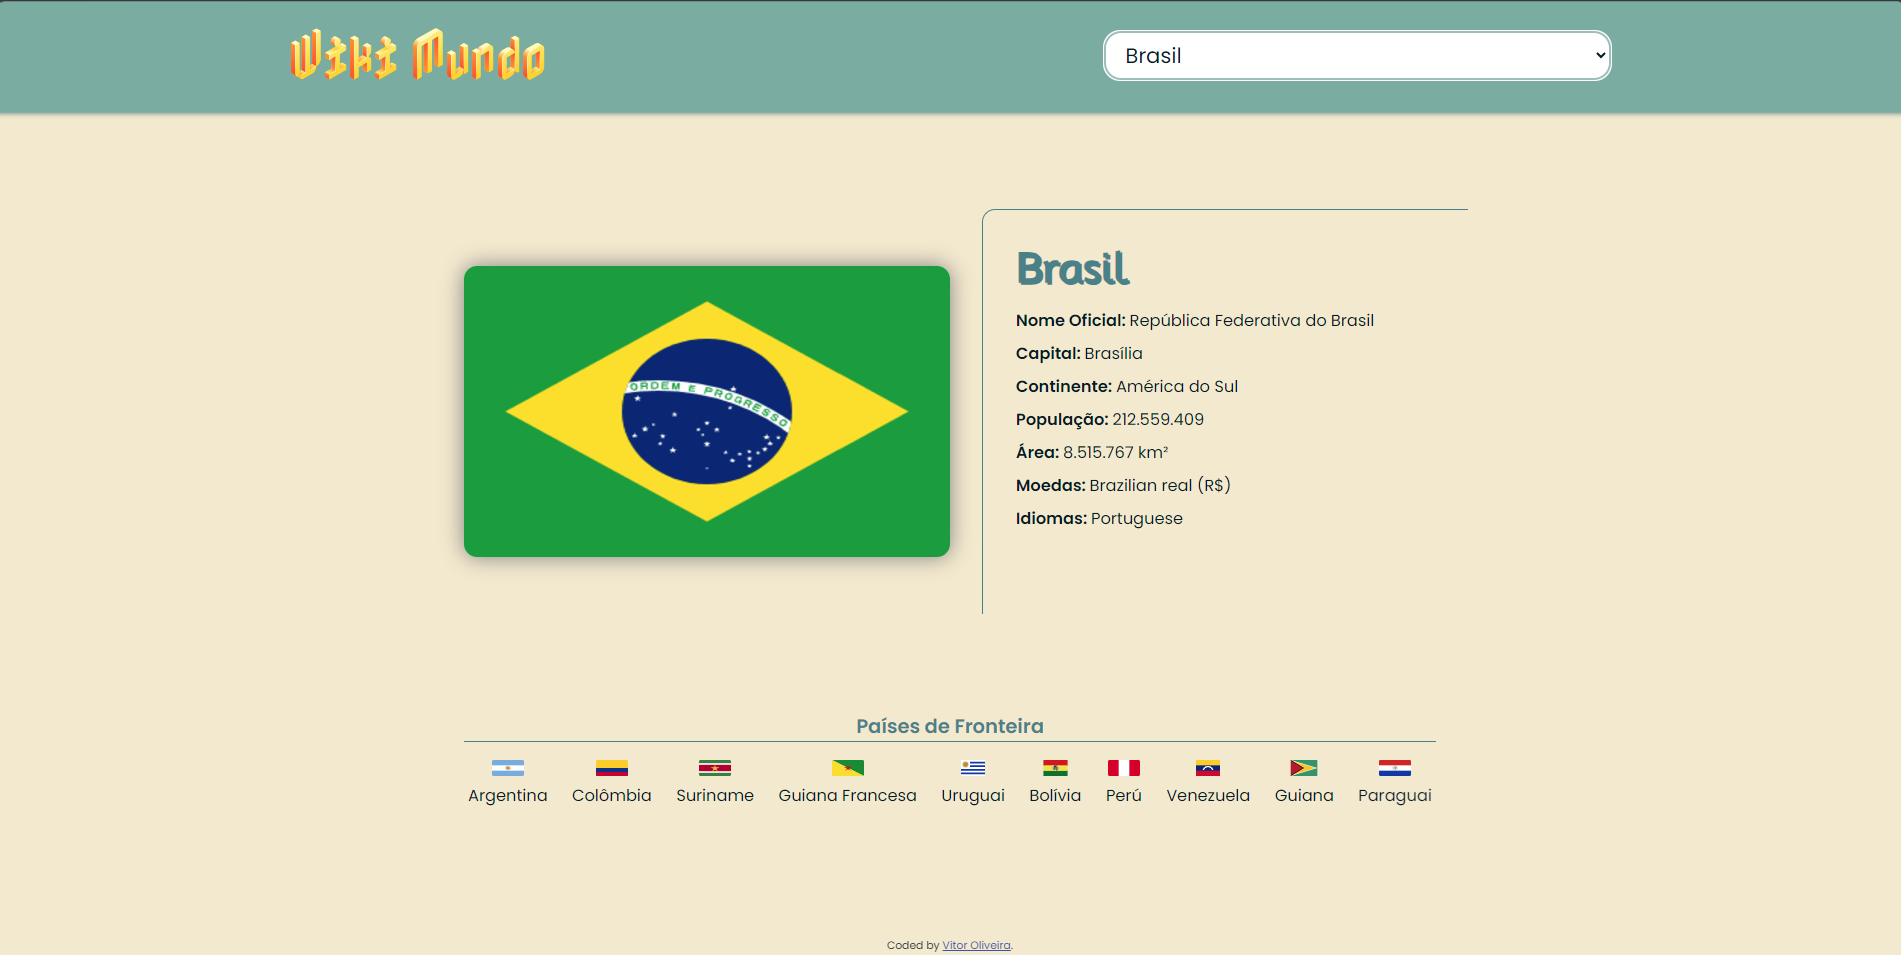 Wiki Mundo
Brasil
ORDEM E PROGRESSO
Brasil
Nome Oficial: República Federativa do Brasil
Capital: Brasília
Continente: América do Sul
População: 212.559.409
Área: 8.515.767 km²
Moedas: Brazilian real (R$)
Idiomas: Portuguese
Países de Fronteira
Argentina Colômbia Suriname Guiana Francesa Uruguai Bolívia Perú Venezuela Guiana Paraguai
Coded by Vitor Oliveira.